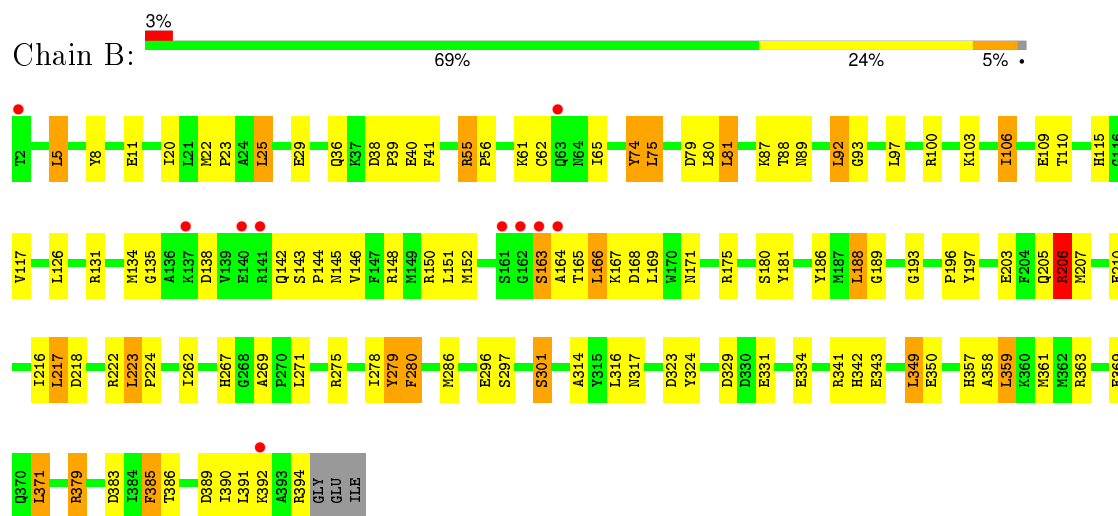 3%
Chain B:
69% 24% 5% •
T2 L5 Y8 E11 I20 L21 M22 P23 A24 L25 E29 Q36 K37 D38 P39 E40 F41 R55 P56 K61 C62 Q63 N64 I65 Y74 L75 D79 L80 L81 K87 T88 N89 L92 G93 L97 R100 K103 I106 E109 T110 H115 G116
V117 L126 R131 M134 G135 A136 K137 D138 V139 E140 R141 Q142 S143 P144 N145 V146 F147 R148 M149 R150 L151 M152 S161 G162 S163 A164 T165 L166 K167 D168 L169 W170 N171 R175 S180 Y181 Y186 M187 L188 G189 G193 P196 Y197 E203 F204 Q205 R206 M207
I216 L217 D218 R222 L223 P224 I262 H267 G268 A269 P270 L271 R275 I278 Y279 F280 M286 E296 S297 S301 A314 Y315 L316 N317 D323 Y324 D329 D330 E331 E334 R341 H342 E343 L349 E350 H357 A358 L359 K360 M361 M362 R363
Q370 L371 R379 D383 I384 F385 T386 D389 I390 L391 K392 A393 R394 GLY GLU ILE